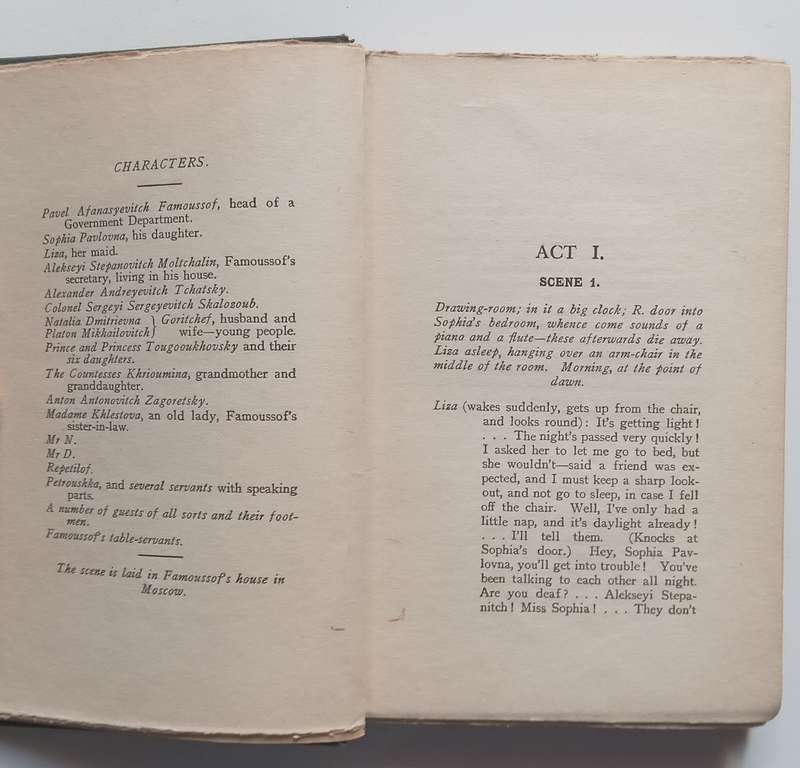 CHARACTERS.
Pavel Afanasyevitch Famoussof, head of a
Government Department.
Sophia Pavlovna, his daughter.
Liza, her maid.
Alekseyi Stepanovitch Moltchalin, Famoussof's
secretary, living in his house.
Alexander Andreyevitch Tchatsky.
Colonel Sergeyi Sergeyevitch Skalozoub.
Natalia Dmitrievna } Goritchef, husband and
Platon Mikhailovitch } wife—young people.
Prince and Princess Tougooukhovsky and their
six daughters.
The Countesses Khrioumina, grandmother and
granddaughter.
Anton Antonovitch Zagoretsky.
Madame Khlestova, an old lady, Famoussof's
sister-in-law.
Mr N.
Mr D.
Repetilof.
Petroushka, and several servants with speaking
parts.
A number of guests of all sorts and their foot-
men.
Famoussof's table-servants.
The scene is laid in Famoussof's house in
Moscow.
ACT I.
SCENE 1.
Drawing-room; in it a big clock; R. door into
Sophia's bedroom, whence come sounds of a
piano and a flute—these afterwards die away.
Liza asleep, hanging over an arm-chair in the
middle of the room. Morning, at the point of
dawn.
Liza (wakes suddenly, gets up from the chair,
and looks round): It's getting light!
. . . The night's passed very quickly!
I asked her to let me go to bed, but
she wouldn't—said a friend was ex-
pected, and I must keep a sharp look-
out, and not go to sleep, in case I fell
off the chair. Well, I've only had a
little nap, and it's daylight already!
. . . I'll tell them. (Knocks at
Sophia's door.) Hey, Sophia Pav-
lovna, you'll get into trouble! You've
been talking to each other all night.
Are you deaf? . . . Alekseyi Stepa-
nitch! Miss Sophia! . . . They don't